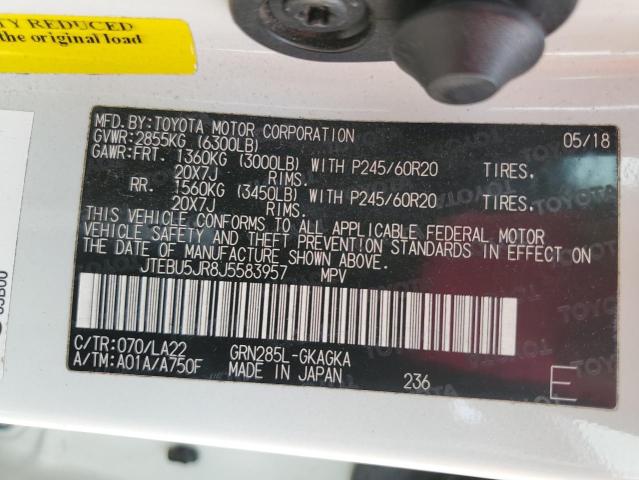 TY REDUCED
the original load
MFD.BY:TOYOTA MOTOR CORPORATION 05/18
GVWR:2855KG (6300LB)
GAWR:FRT. 1360KG (3000LB) WITH P245/60R20 TIRES.
20X7J RIMS.
RR. 1560KG (3450LB) WITH P245/60R20 TIRES.
20X7J RIMS.
THIS VEHICLE CONFORMS TO ALL APPLICABLE FEDERAL MOTOR
VEHICLE SAFETY AND THEFT PREVENTION STANDARDS IN EFFECT ON
THE DATE OF MANUFACTURE SHOWN ABOVE.
JTEBU5JR8J5583957 MPV
C/TR:070/LA22 GRN285L-GKAGKA
A/TM:A01A/A750F MADE IN JAPAN 236 E